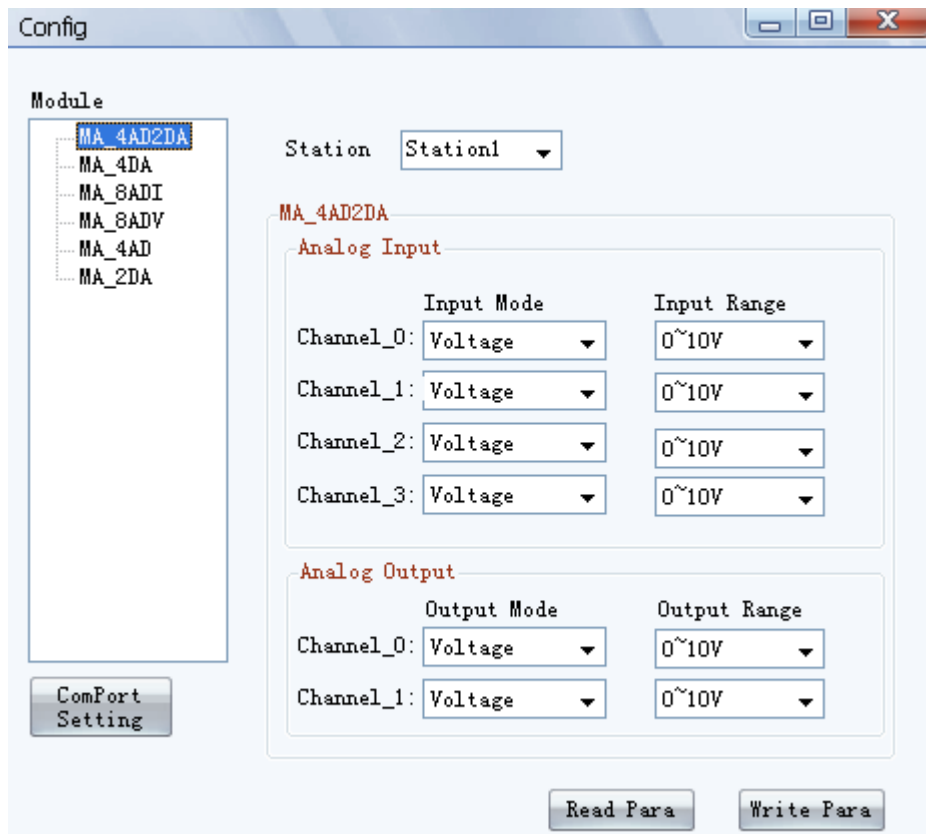 Config
Module
MA_4AD2DA
MA_4DA
MA_8ADI
MA_8ADV
MA_4AD
MA_2DA
ComPort
Setting
Station Station1
MA_4AD2DA
Analog Input
Input Mode Input Range
Channel_0: Voltage 0~10V
Channel_1: Voltage 0~10V
Channel_2: Voltage 0~10V
Channel_3: Voltage 0~10V
Analog Output
Output Mode Output Range
Channel_0: Voltage 0~10V
Channel_1: Voltage 0~10V
Read Para Write Para